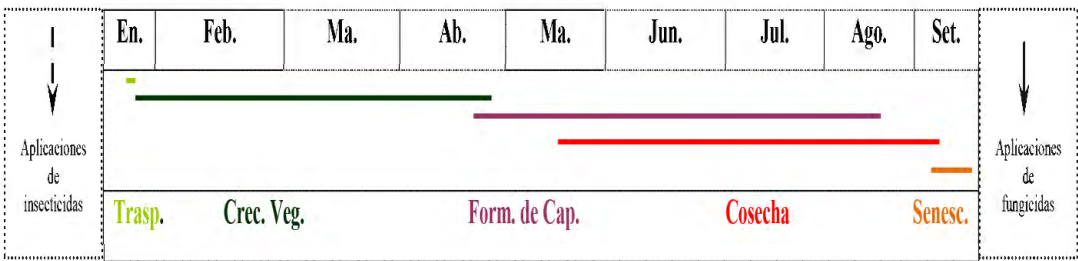 En. Feb. Ma. Ab. Ma. Jun. Jul. Ago. Set.
Aplicaciones
de
insecticidas
Trasp. Crec. Veg. Form. de Cap. Cosecha Senesc.
Aplicaciones
de
fungicidas